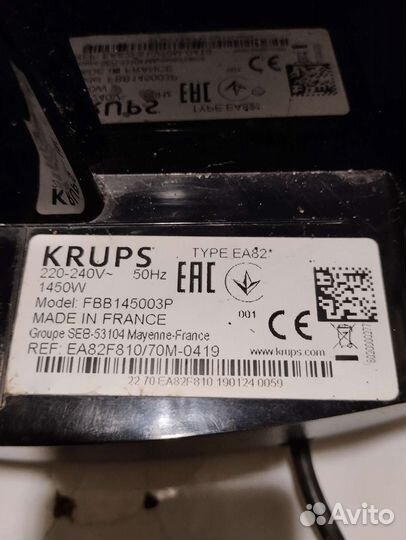 KRUPS TYPE EA82*
220-240V~ 50Hz
1450W
EAC
001
CE
Model: FBB145003P
MADE IN FRANCE
Groupe SEB-53104 Mayenne-France
REF: EA82F810/70M-0419 www.krups.com
22 70 EA82F810 190124 0059
Avito